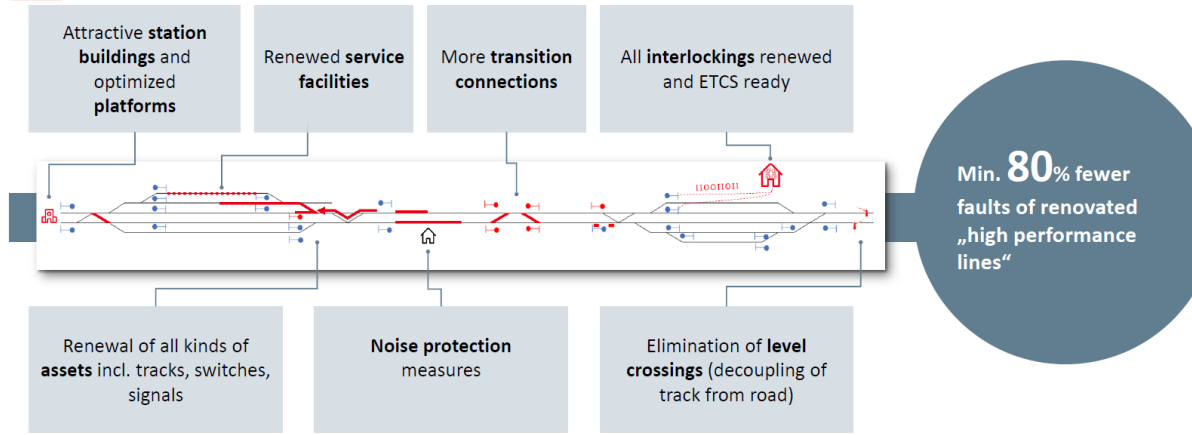 Attractive station
buildings and
optimized
platforms
Renewed service
facilities
More transition
connections
All interlockings renewed
and ETCS ready
11001101
Min. 80% fewer
faults of renovated
„high performance
lines“
Renewal of all kinds of
assets incl. tracks, switches,
signals
Noise protection
measures
Elimination of level
crossings (decoupling of
track from road)